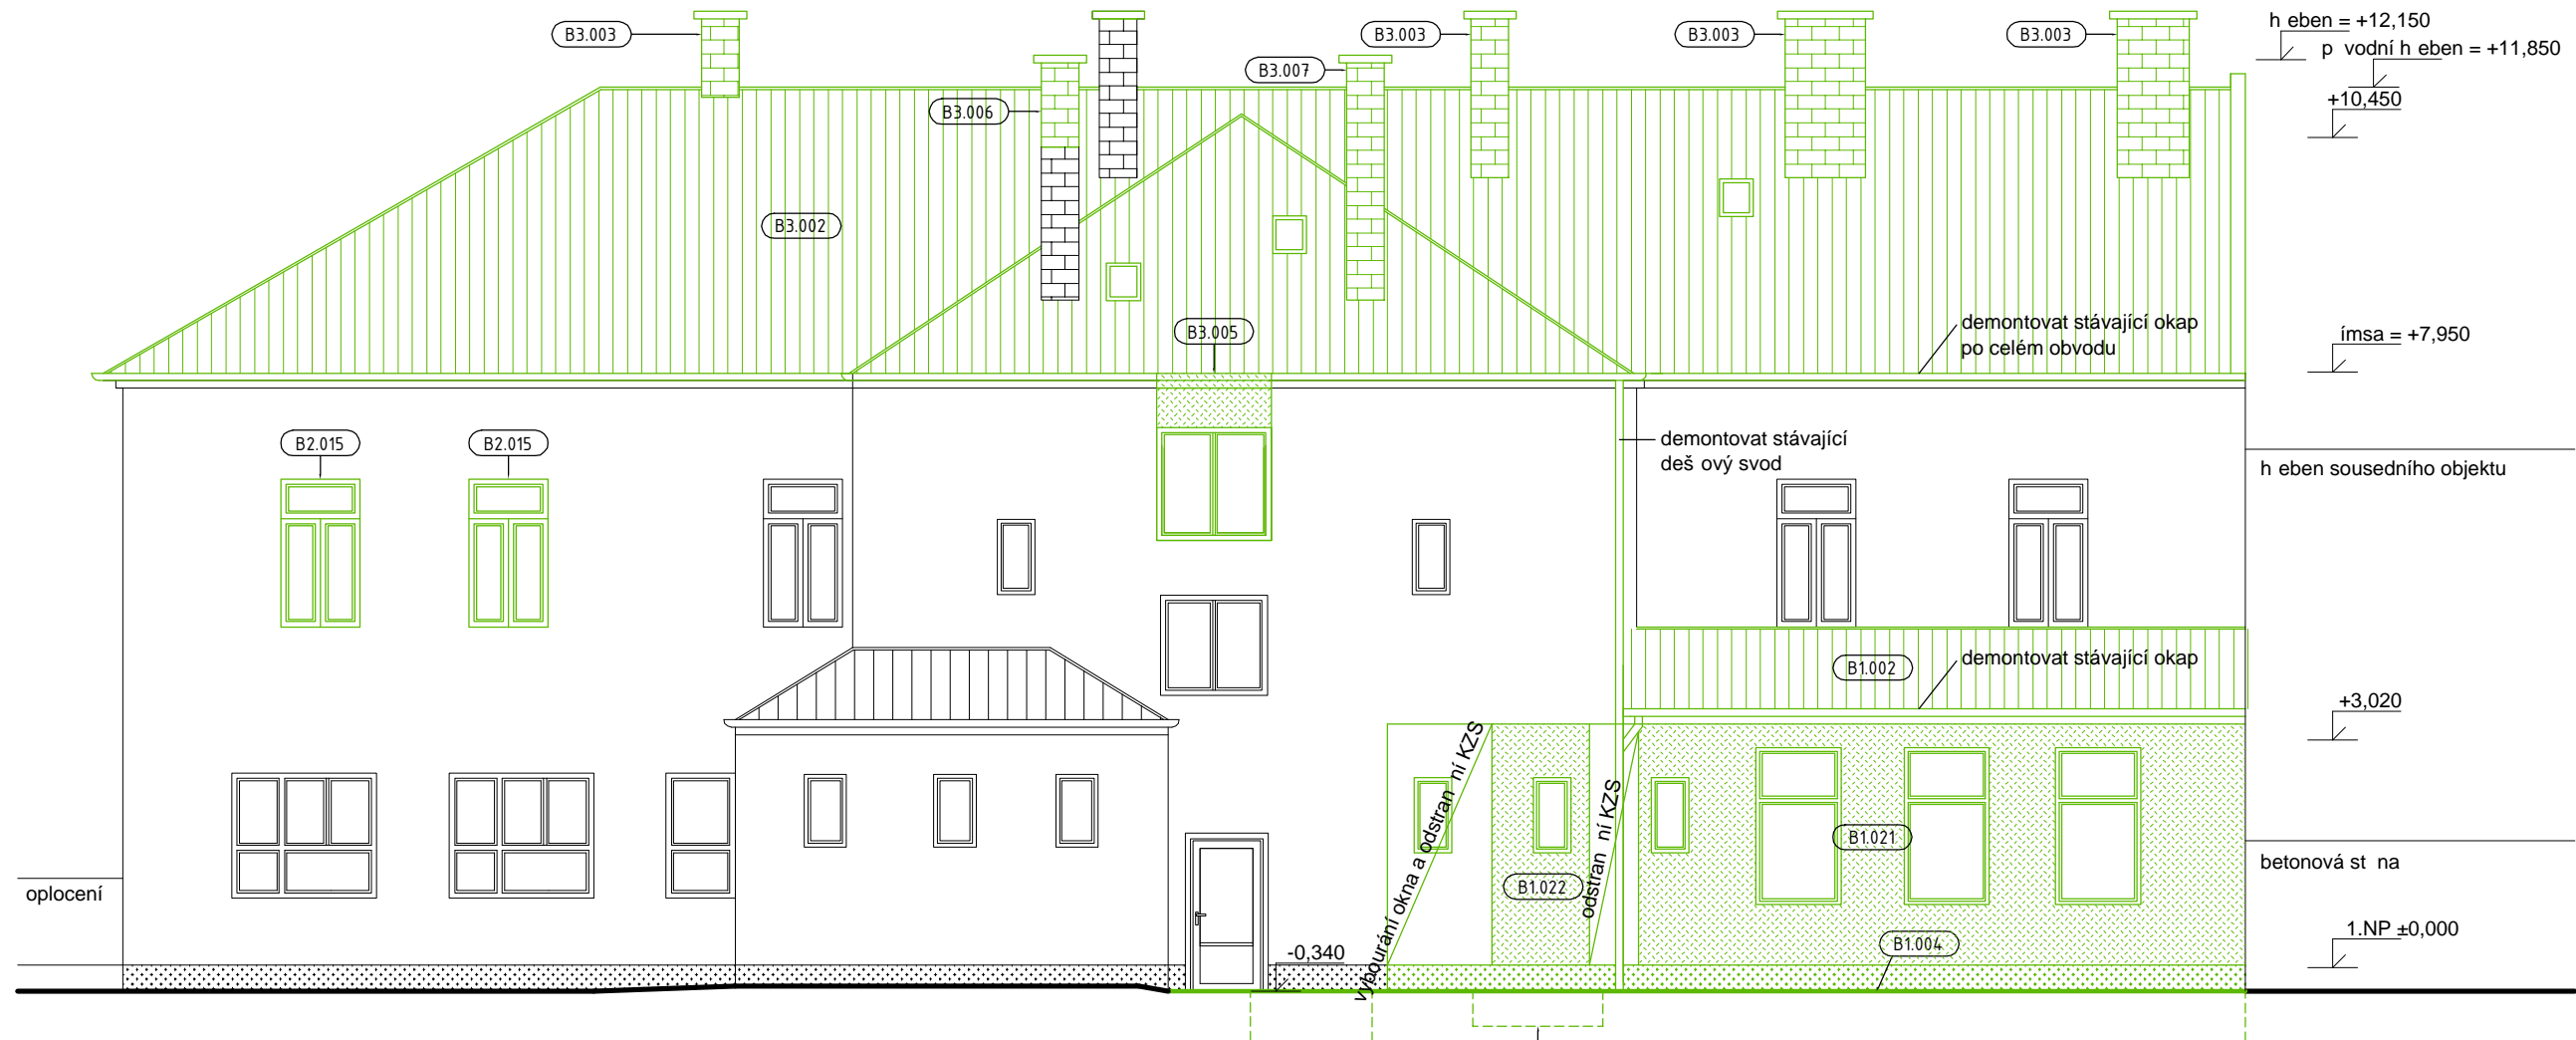 B3.003
B3.003
B3.003
B3.003
h eben = +12,150
p vodní h eben = +11,850
B3.007
B3.006
+10,450
B3.002
B3.005
demontovat stávající okap
po celém obvodu
ímsa = +7,950
B2.015
B2.015
demontovat stávající
deš ový svod
h eben sousedního objektu
B1.002
demontovat stávající okap
+3,020
vybourání okna a odstran ní KZS
odstran ní KZS
B1.021
B1.022
betonová st na
oplocení
B1.004
1.NP ±0,000
-0,340